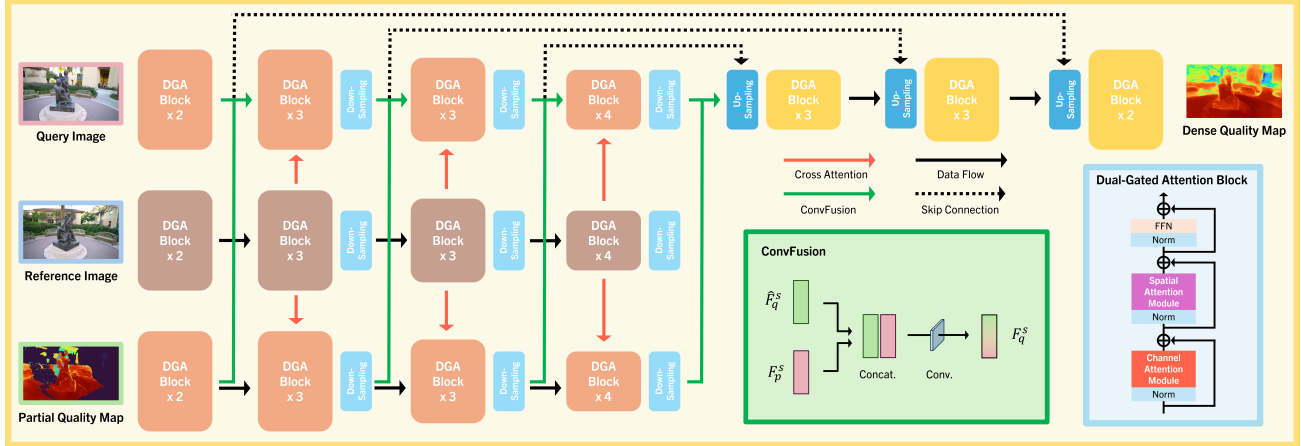 DGA
Block
x 2
DGA
Block
x 3
Down-
Sampling
DGA
Block
x 3
Down-
Sampling
DGA
Block
x 4
Down-
Sampling
Up-
Sampling
DGA
Block
x 3
Up-
Sampling
DGA
Block
x 3
Up-
Sampling
DGA
Block
x 2
Query Image
Dense Quality Map
DGA
Block
x 2
DGA
Block
x 3
Down-
Sampling
DGA
Block
x 3
Down-
Sampling
DGA
Block
x 4
Down-
Sampling
Reference Image
DGA
Block
x 2
DGA
Block
x 3
Down-
Sampling
DGA
Block
x 3
Down-
Sampling
DGA
Block
x 4
Down-
Sampling
Partial Quality Map
Cross Attention
Data Flow
ConvFusion
Skip Connection
ConvFusion
F̂_q^s
F_p^s
Concat.
Conv.
F_q^s
Dual-Gated Attention Block
FFN
Norm
Spatial
Attention
Module
Norm
Channel
Attention
Module
Norm